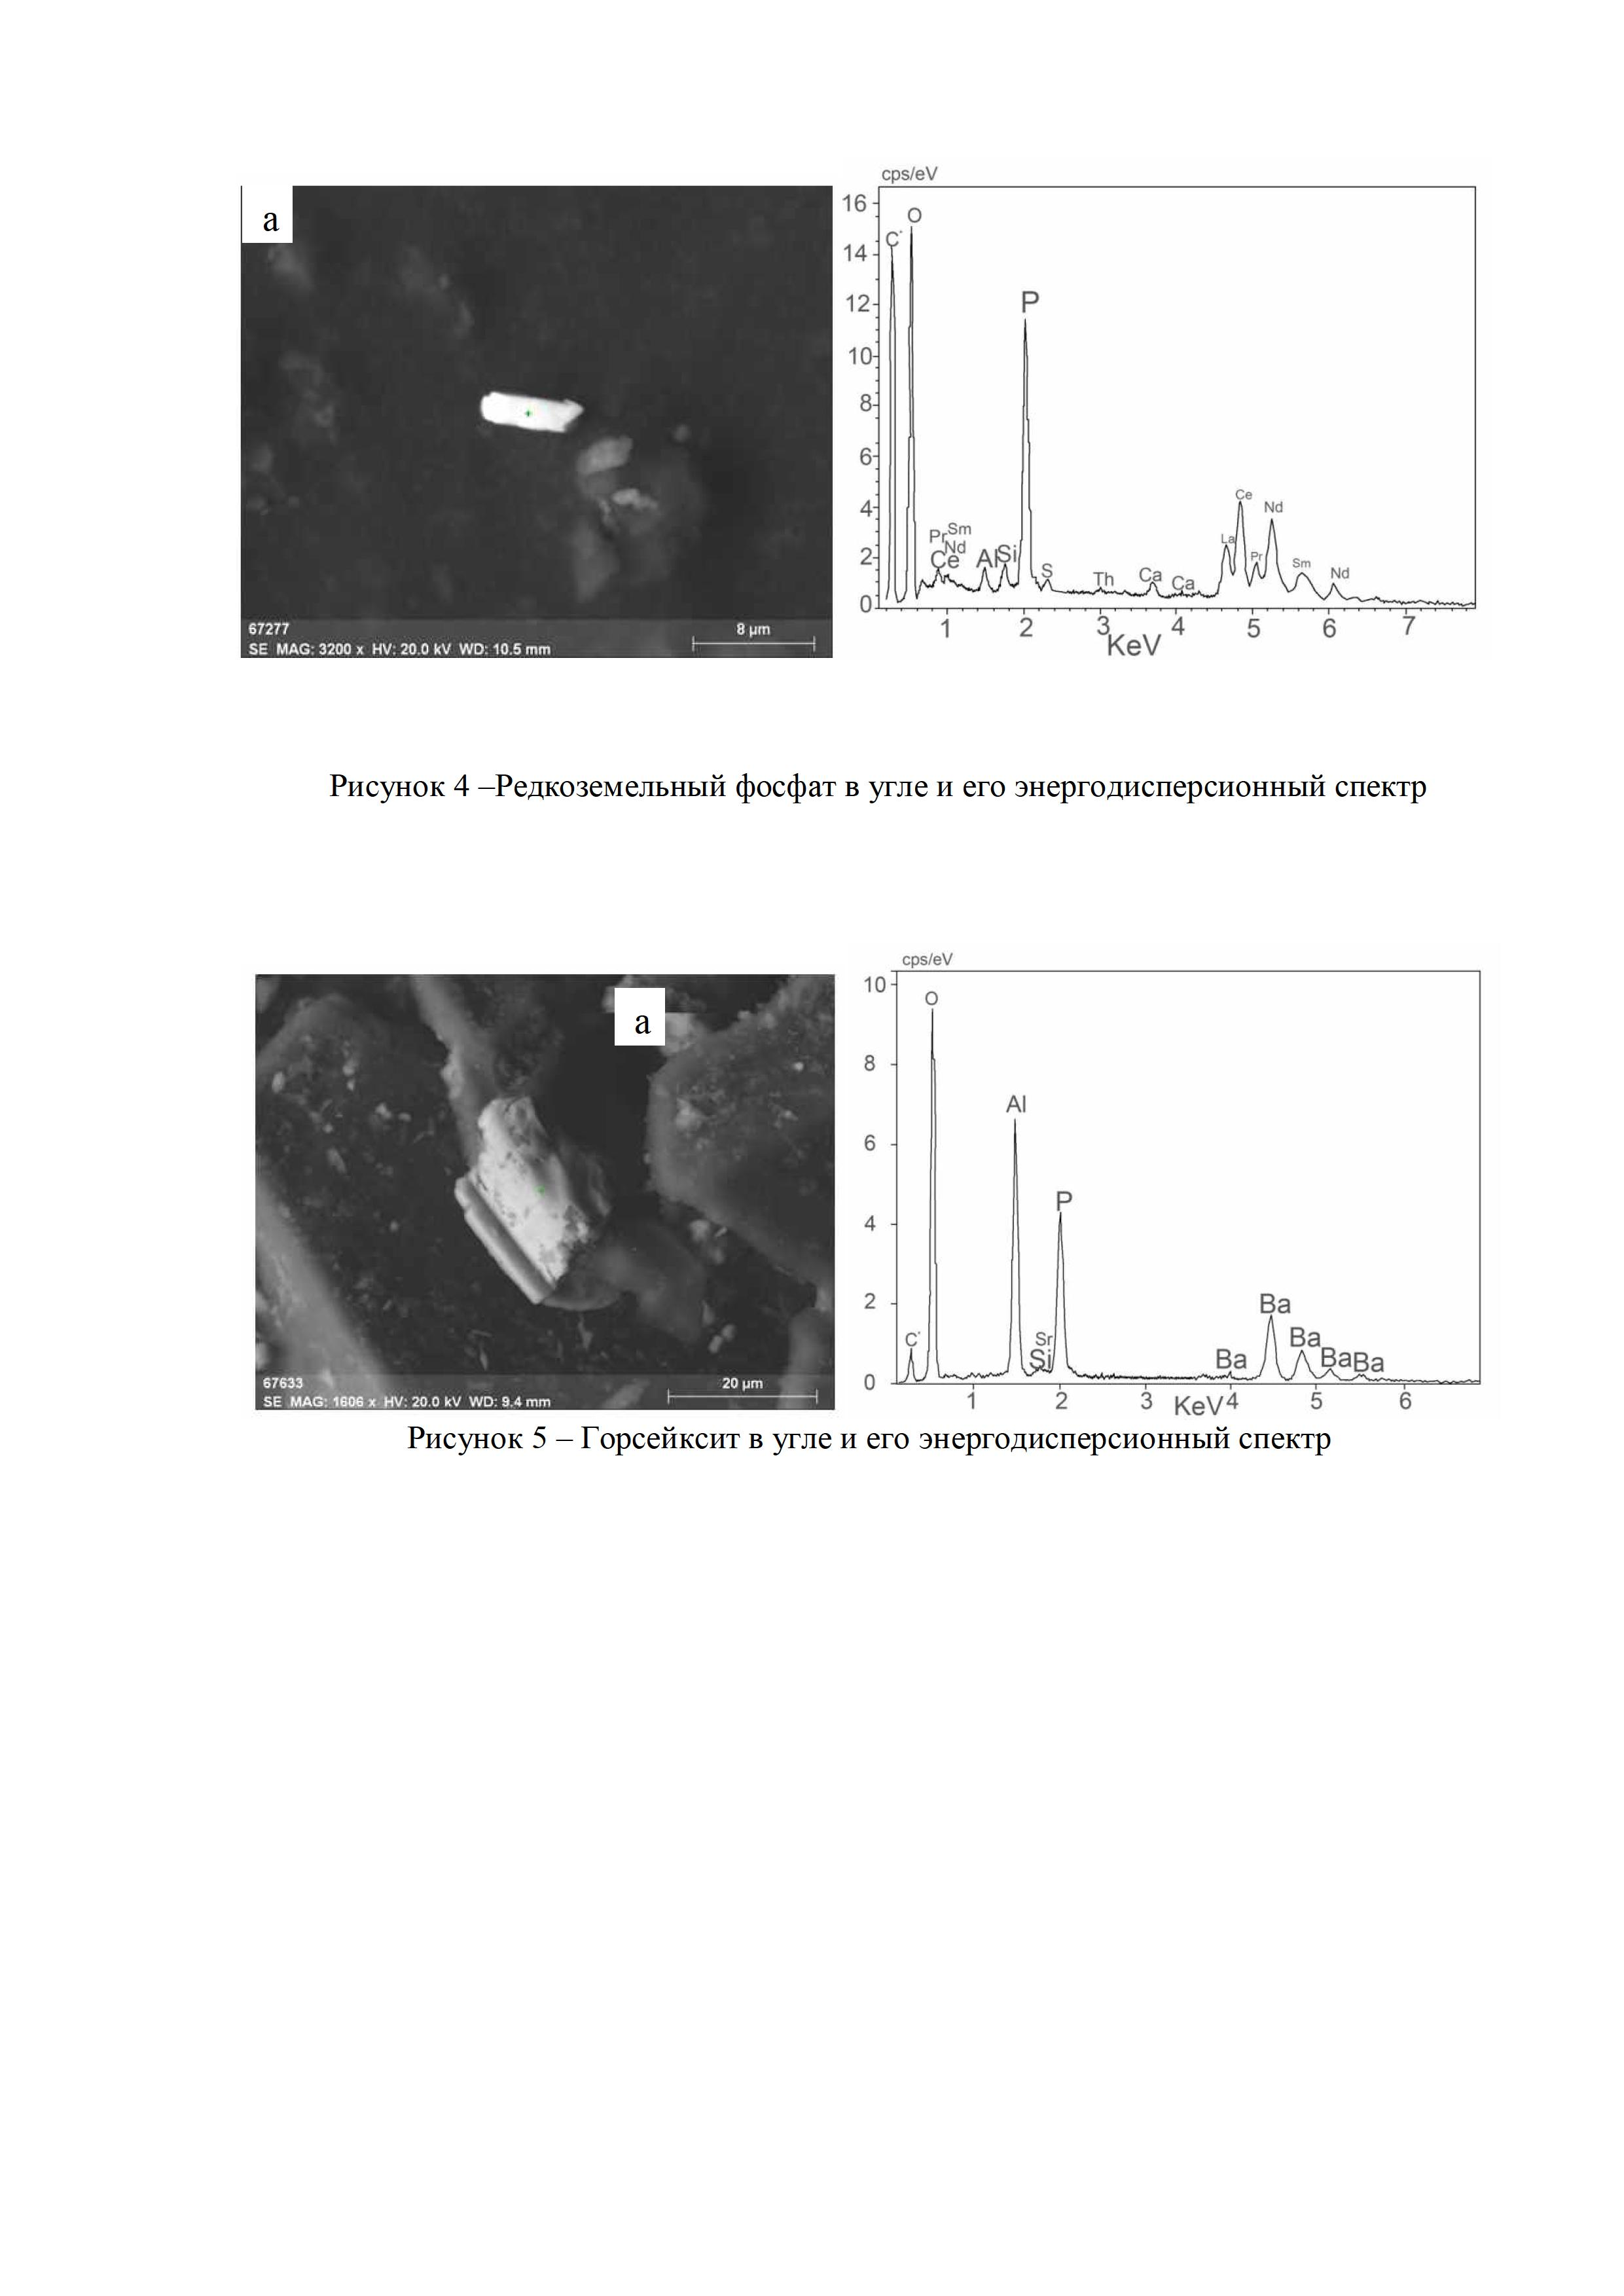 a
67277
8 µm
SE MAG: 3200 x HV: 20.0 kV WD: 10.5 mm
cps/eV
16
14
12
10
8
6
4
2
0
C*
O
Pr Sm
Nd
Ce
Al
Si
P
S
Th
Ca
Ca
La
Ce
Pr
Nd
Sm
Nd
1 2 3 4 5 6 7
KeV
Рисунок 4 –Редкоземельный фосфат в угле и его энергодисперсионный спектр
a
67633
20 µm
SE MAG: 1606 x HV: 20.0 kV WD: 9.4 mm
cps/eV
10
8
6
4
2
0
C*
O
Al
Sr
Si
P
Ba
Ba
Ba
Ba
Ba
1 2 3 4 5 6
KeV
Рисунок 5 – Горсейксит в угле и его энергодисперсионный спектр